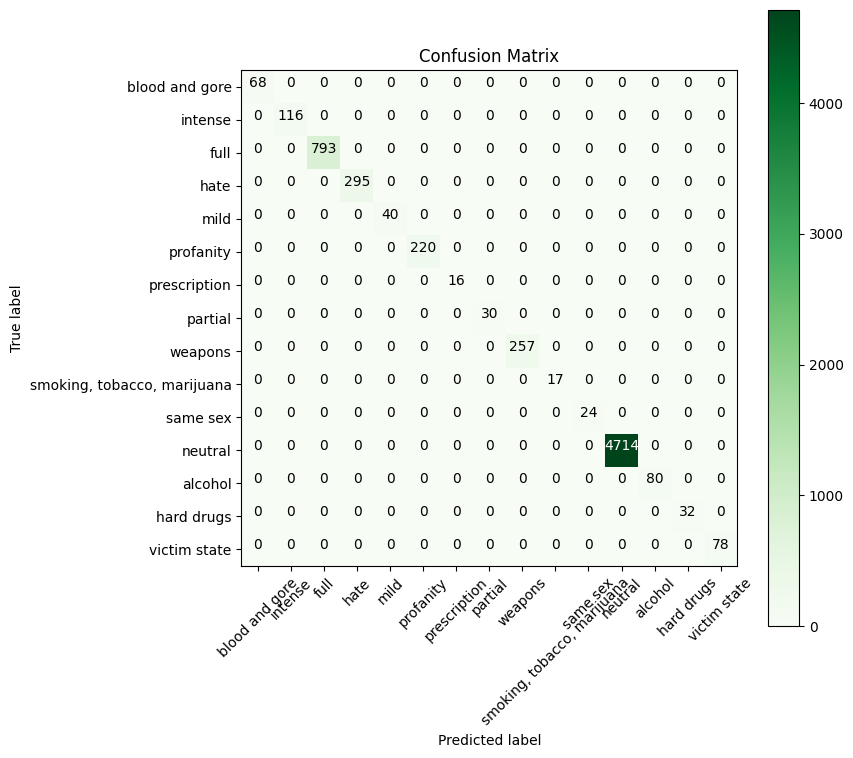 Confusion Matrix
blood and gore 68 0 0 0 0 0 0 0 0 0 0 0 0 0 0
intense 0 116 0 0 0 0 0 0 0 0 0 0 0 0 0
full 0 0 793 0 0 0 0 0 0 0 0 0 0 0 0
hate 0 0 0 295 0 0 0 0 0 0 0 0 0 0 0
mild 0 0 0 0 40 0 0 0 0 0 0 0 0 0 0
profanity 0 0 0 0 0 220 0 0 0 0 0 0 0 0 0
prescription 0 0 0 0 0 0 16 0 0 0 0 0 0 0 0
partial 0 0 0 0 0 0 0 30 0 0 0 0 0 0 0
weapons 0 0 0 0 0 0 0 0 257 0 0 0 0 0 0
smoking, tobacco, marijuana 0 0 0 0 0 0 0 0 0 17 0 0 0 0 0
same sex 0 0 0 0 0 0 0 0 0 0 24 0 0 0 0
neutral 0 0 0 0 0 0 0 0 0 0 0 4714 0 0 0
alcohol 0 0 0 0 0 0 0 0 0 0 0 0 80 0 0
hard drugs 0 0 0 0 0 0 0 0 0 0 0 0 0 32 0
victim state 0 0 0 0 0 0 0 0 0 0 0 0 0 0 78
True label
blood and gore
intense
full
hate
mild
profanity
prescription
partial
weapons
smoking, tobacco, marijuana
same sex
neutral
alcohol
hard drugs
victim state
Predicted label
4000
3000
2000
1000
0